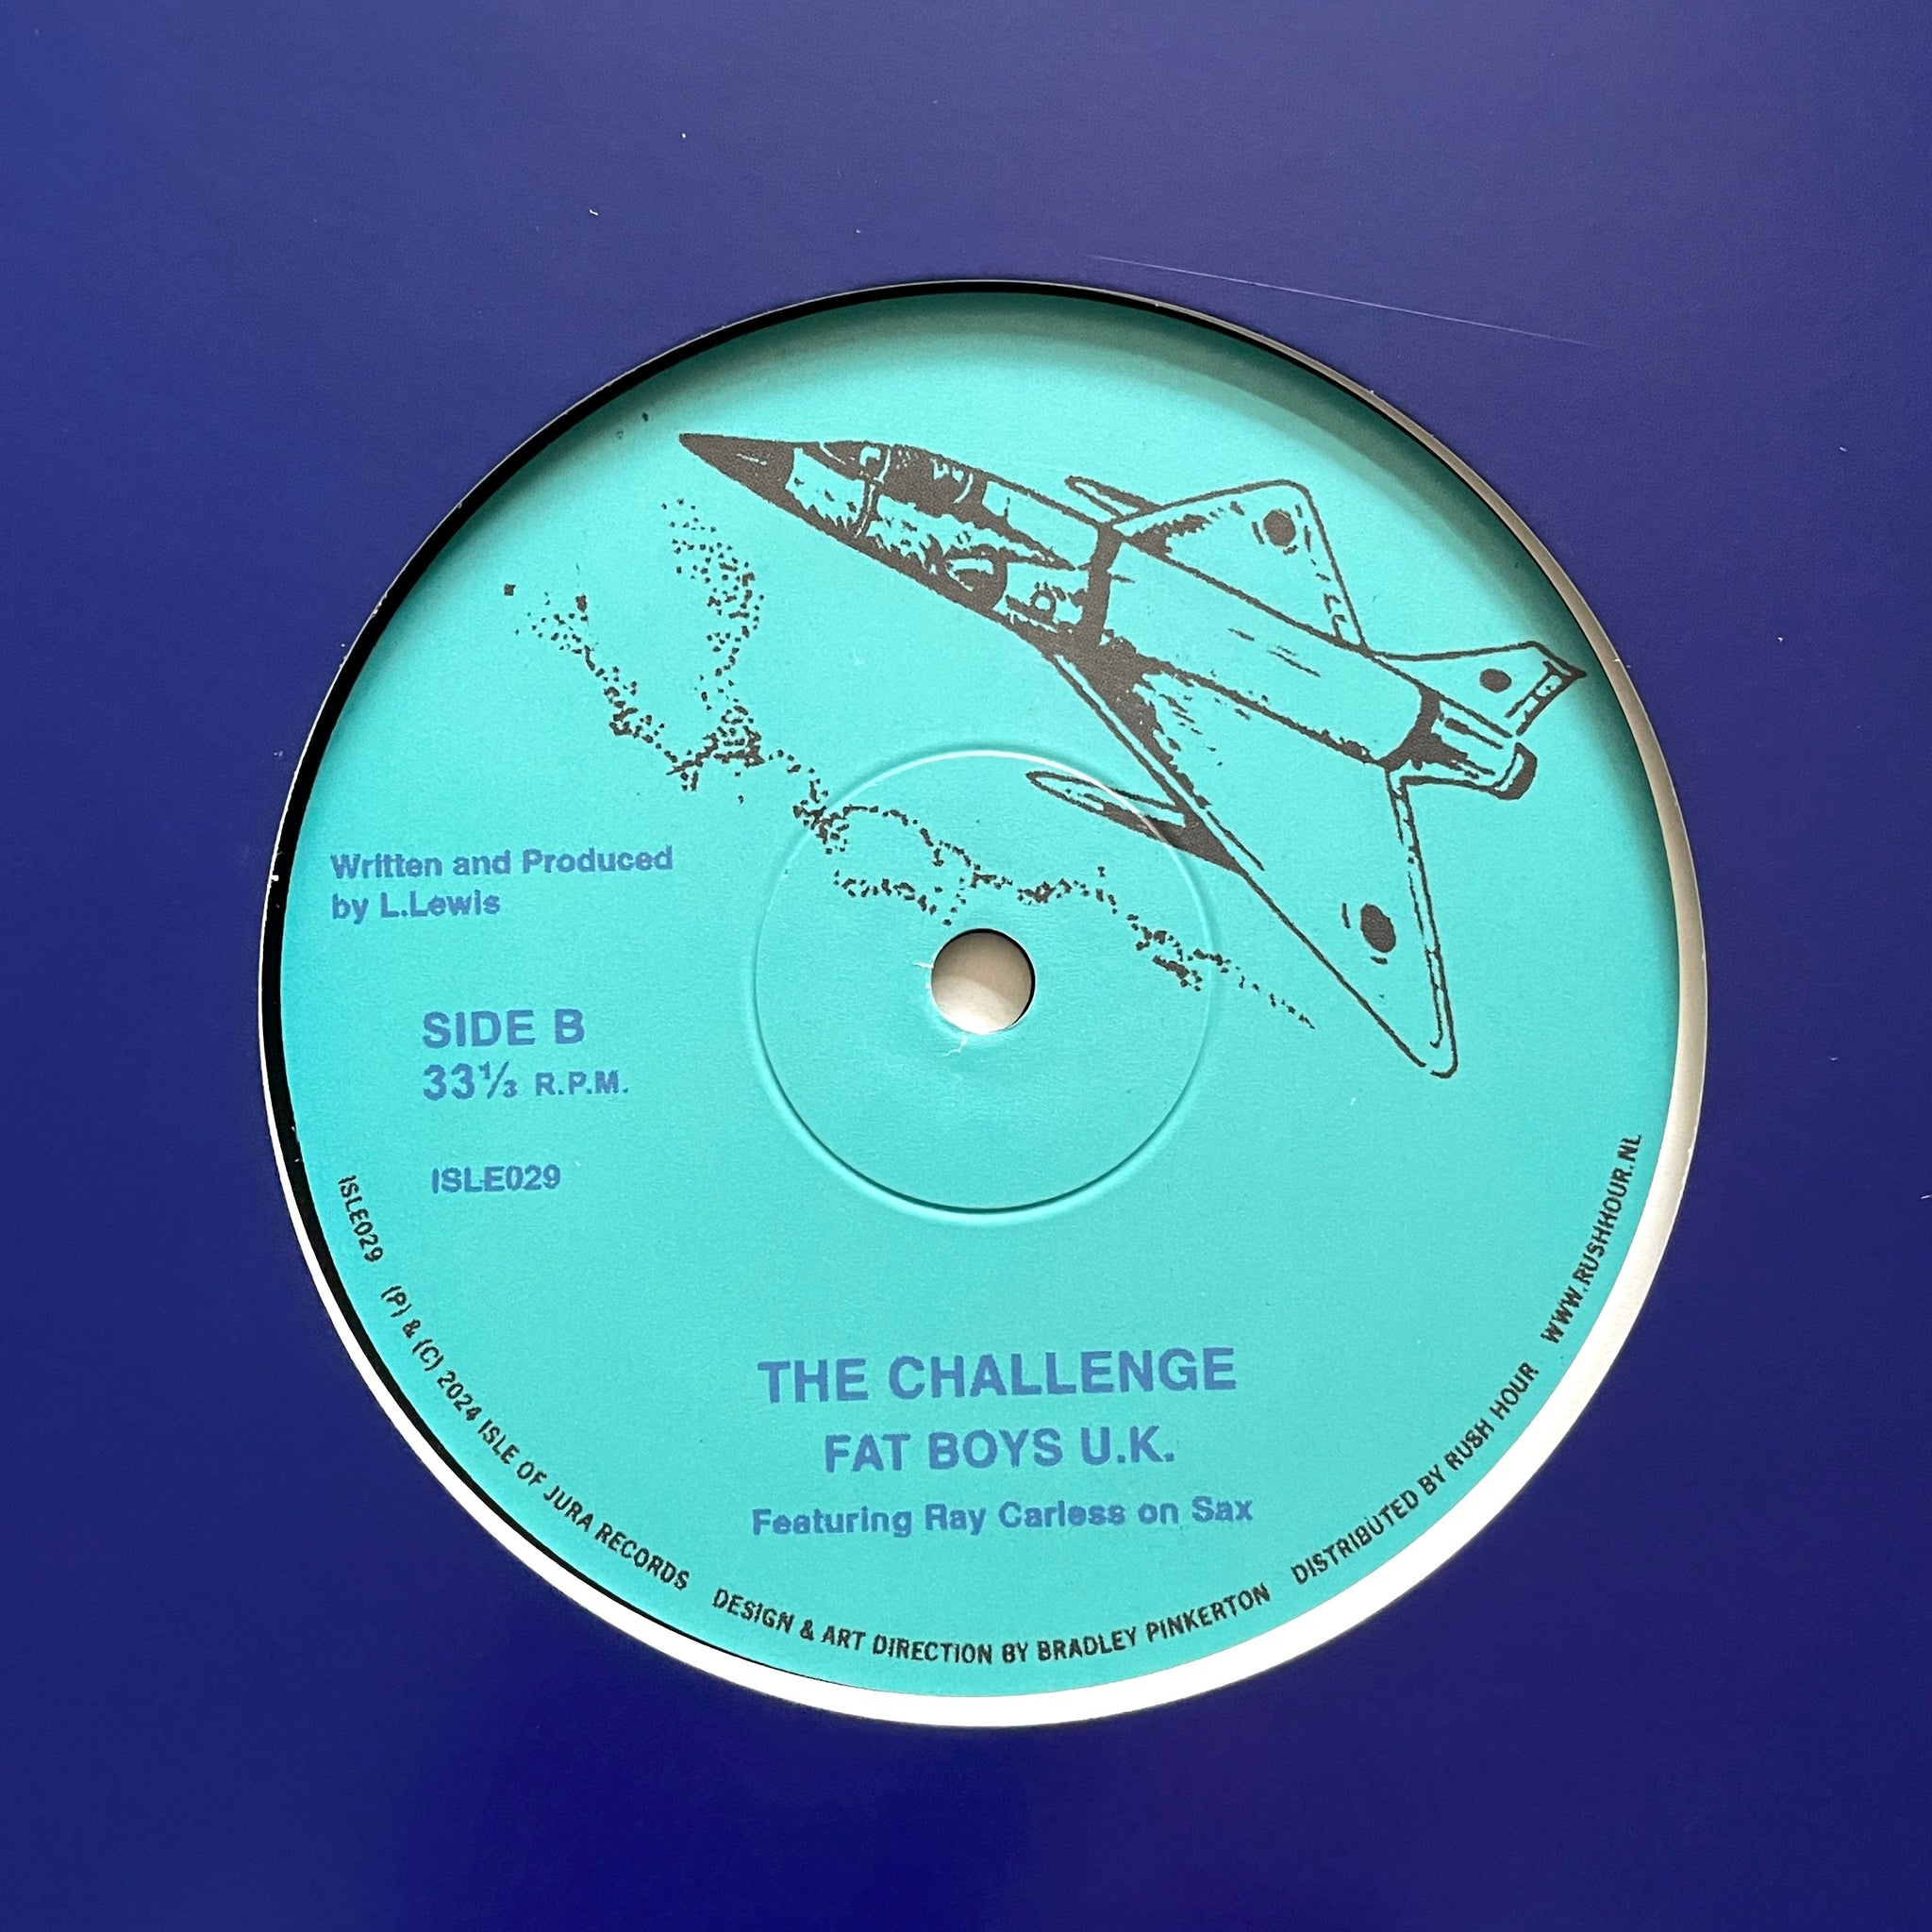 Written and Produced
by L.Lewis
SIDE B
33⅓ R.P.M.
ISLE029
THE CHALLENGE
FAT BOYS U.K.
Featuring Ray Carless on Sax
ISLE029 (P) & (C) 2024 ISLE OF JURA RECORDS DESIGN & ART DIRECTION BY BRADLEY PINKERTON DISTRIBUTED BY RUSH HOUR WWW.RUSHHOUR.NL